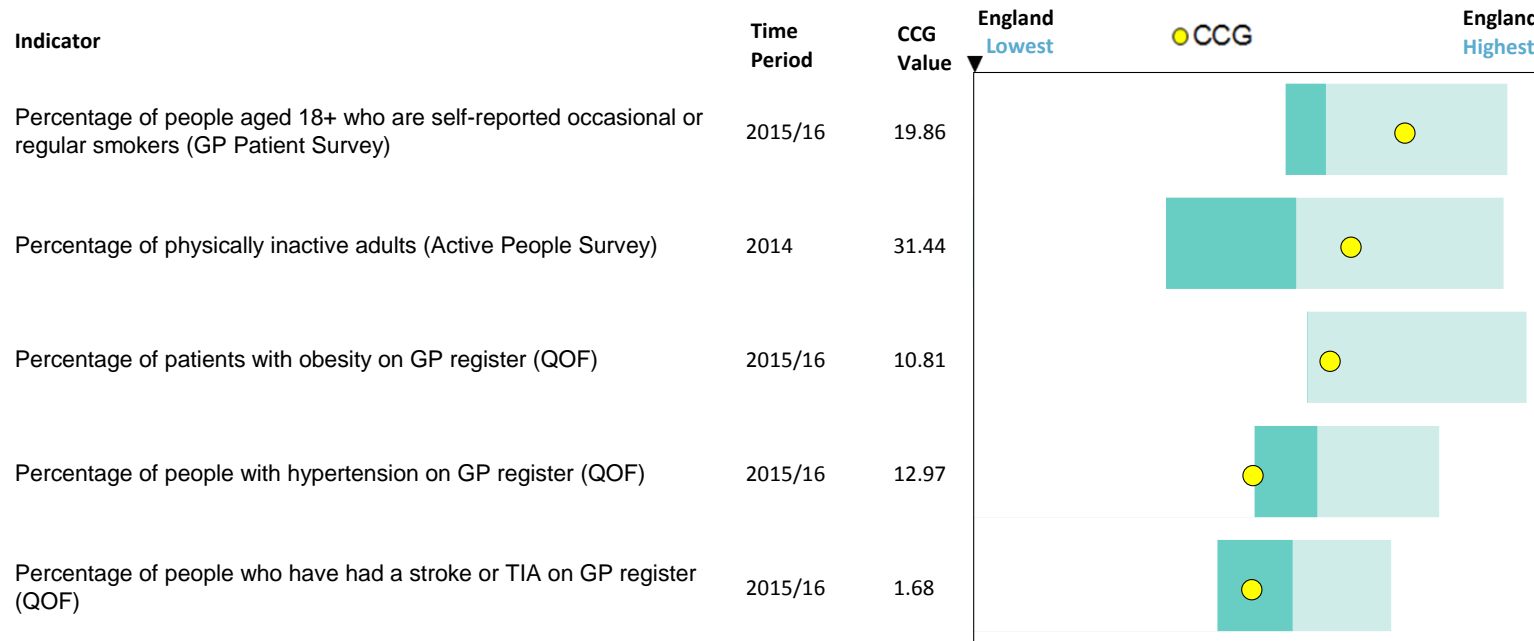 Indicator
Time
Period
CCG
Value
England
Lowest
CCG
England
Highest
Percentage of people aged 18+ who are self-reported occasional or
regular smokers (GP Patient Survey)
2015/16
19.86
Percentage of physically inactive adults (Active People Survey)
2014
31.44
Percentage of patients with obesity on GP register (QOF)
2015/16
10.81
Percentage of people with hypertension on GP register (QOF)
2015/16
12.97
Percentage of people who have had a stroke or TIA on GP register
(QOF)
2015/16
1.68